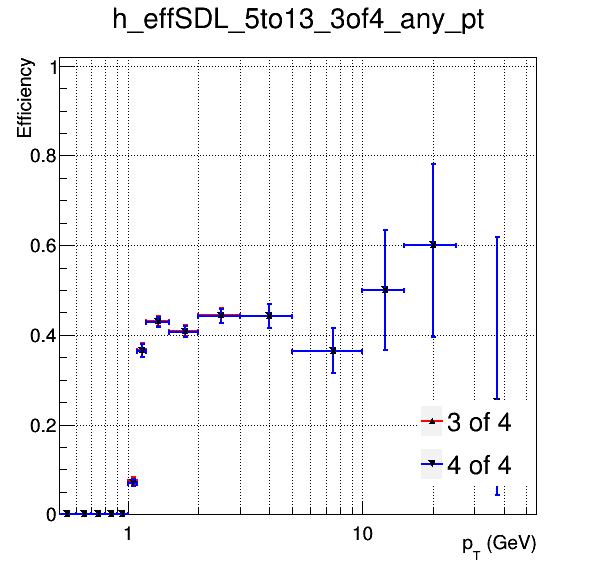 h_effSDL_5to13_3of4_any_pt
Efficiency
1
0.8
0.6
0.4
0.2
0
3 of 4
4 of 4
1
10
p_T (GeV)